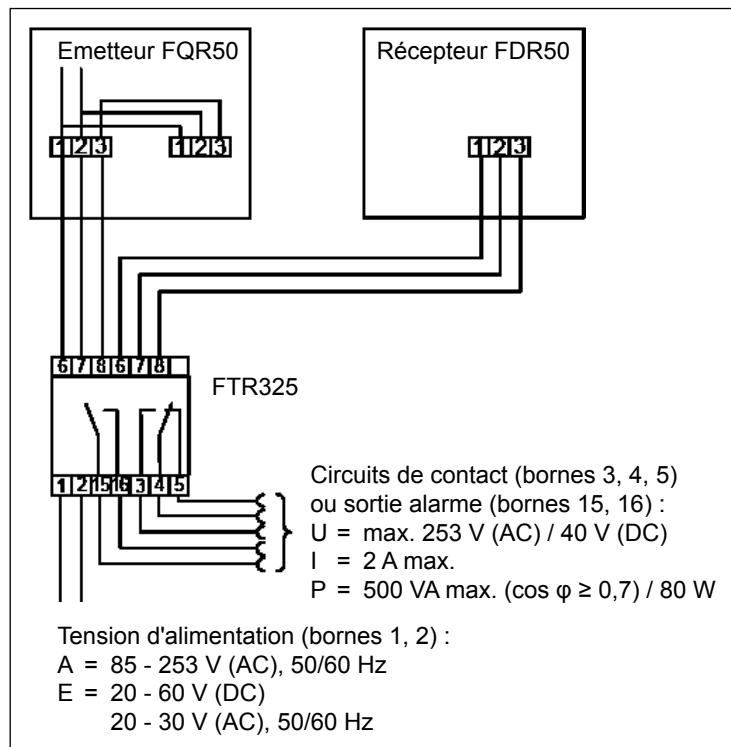 Emetteur FQR50
Récepteur FDR50
1 2 3
1 2 3
1 2 3
6 7 8 6 7 8
FTR325
1 2 15 16 3 4 5
Circuits de contact (bornes 3, 4, 5)
ou sortie alarme (bornes 15, 16) :
U = max. 253 V (AC) / 40 V (DC)
I = 2 A max.
P = 500 VA max. (cos φ ≥ 0,7) / 80 W
Tension d'alimentation (bornes 1, 2) :
A = 85 - 253 V (AC), 50/60 Hz
E = 20 - 60 V (DC)
20 - 30 V (AC), 50/60 Hz